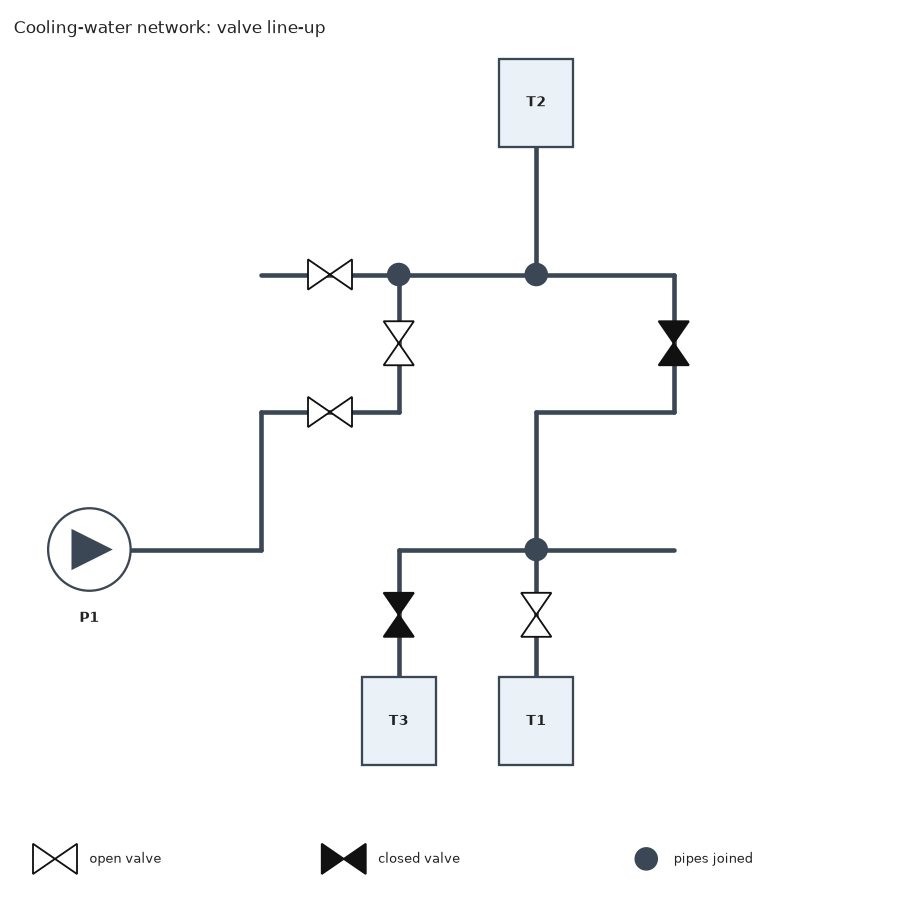 Cooling-water network: valve line-up
T2
P1
T3
T1
open valve
closed valve
pipes joined